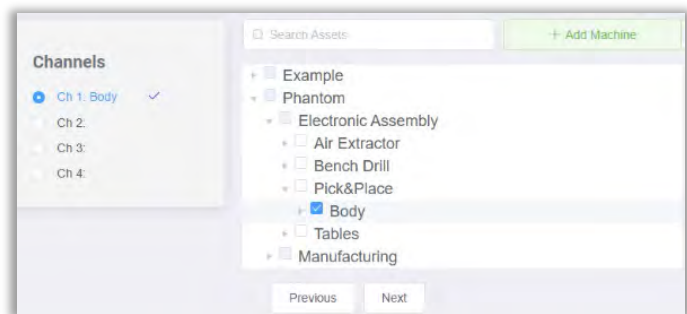 Channels
Ch 1: Body
Ch 2:
Ch 3:
Ch 4:
Search Assets
+ Add Machine
Example
Phantom
Electronic Assembly
Air Extractor
Bench Drill
Pick&Place
Body
Tables
Manufacturing
Previous Next